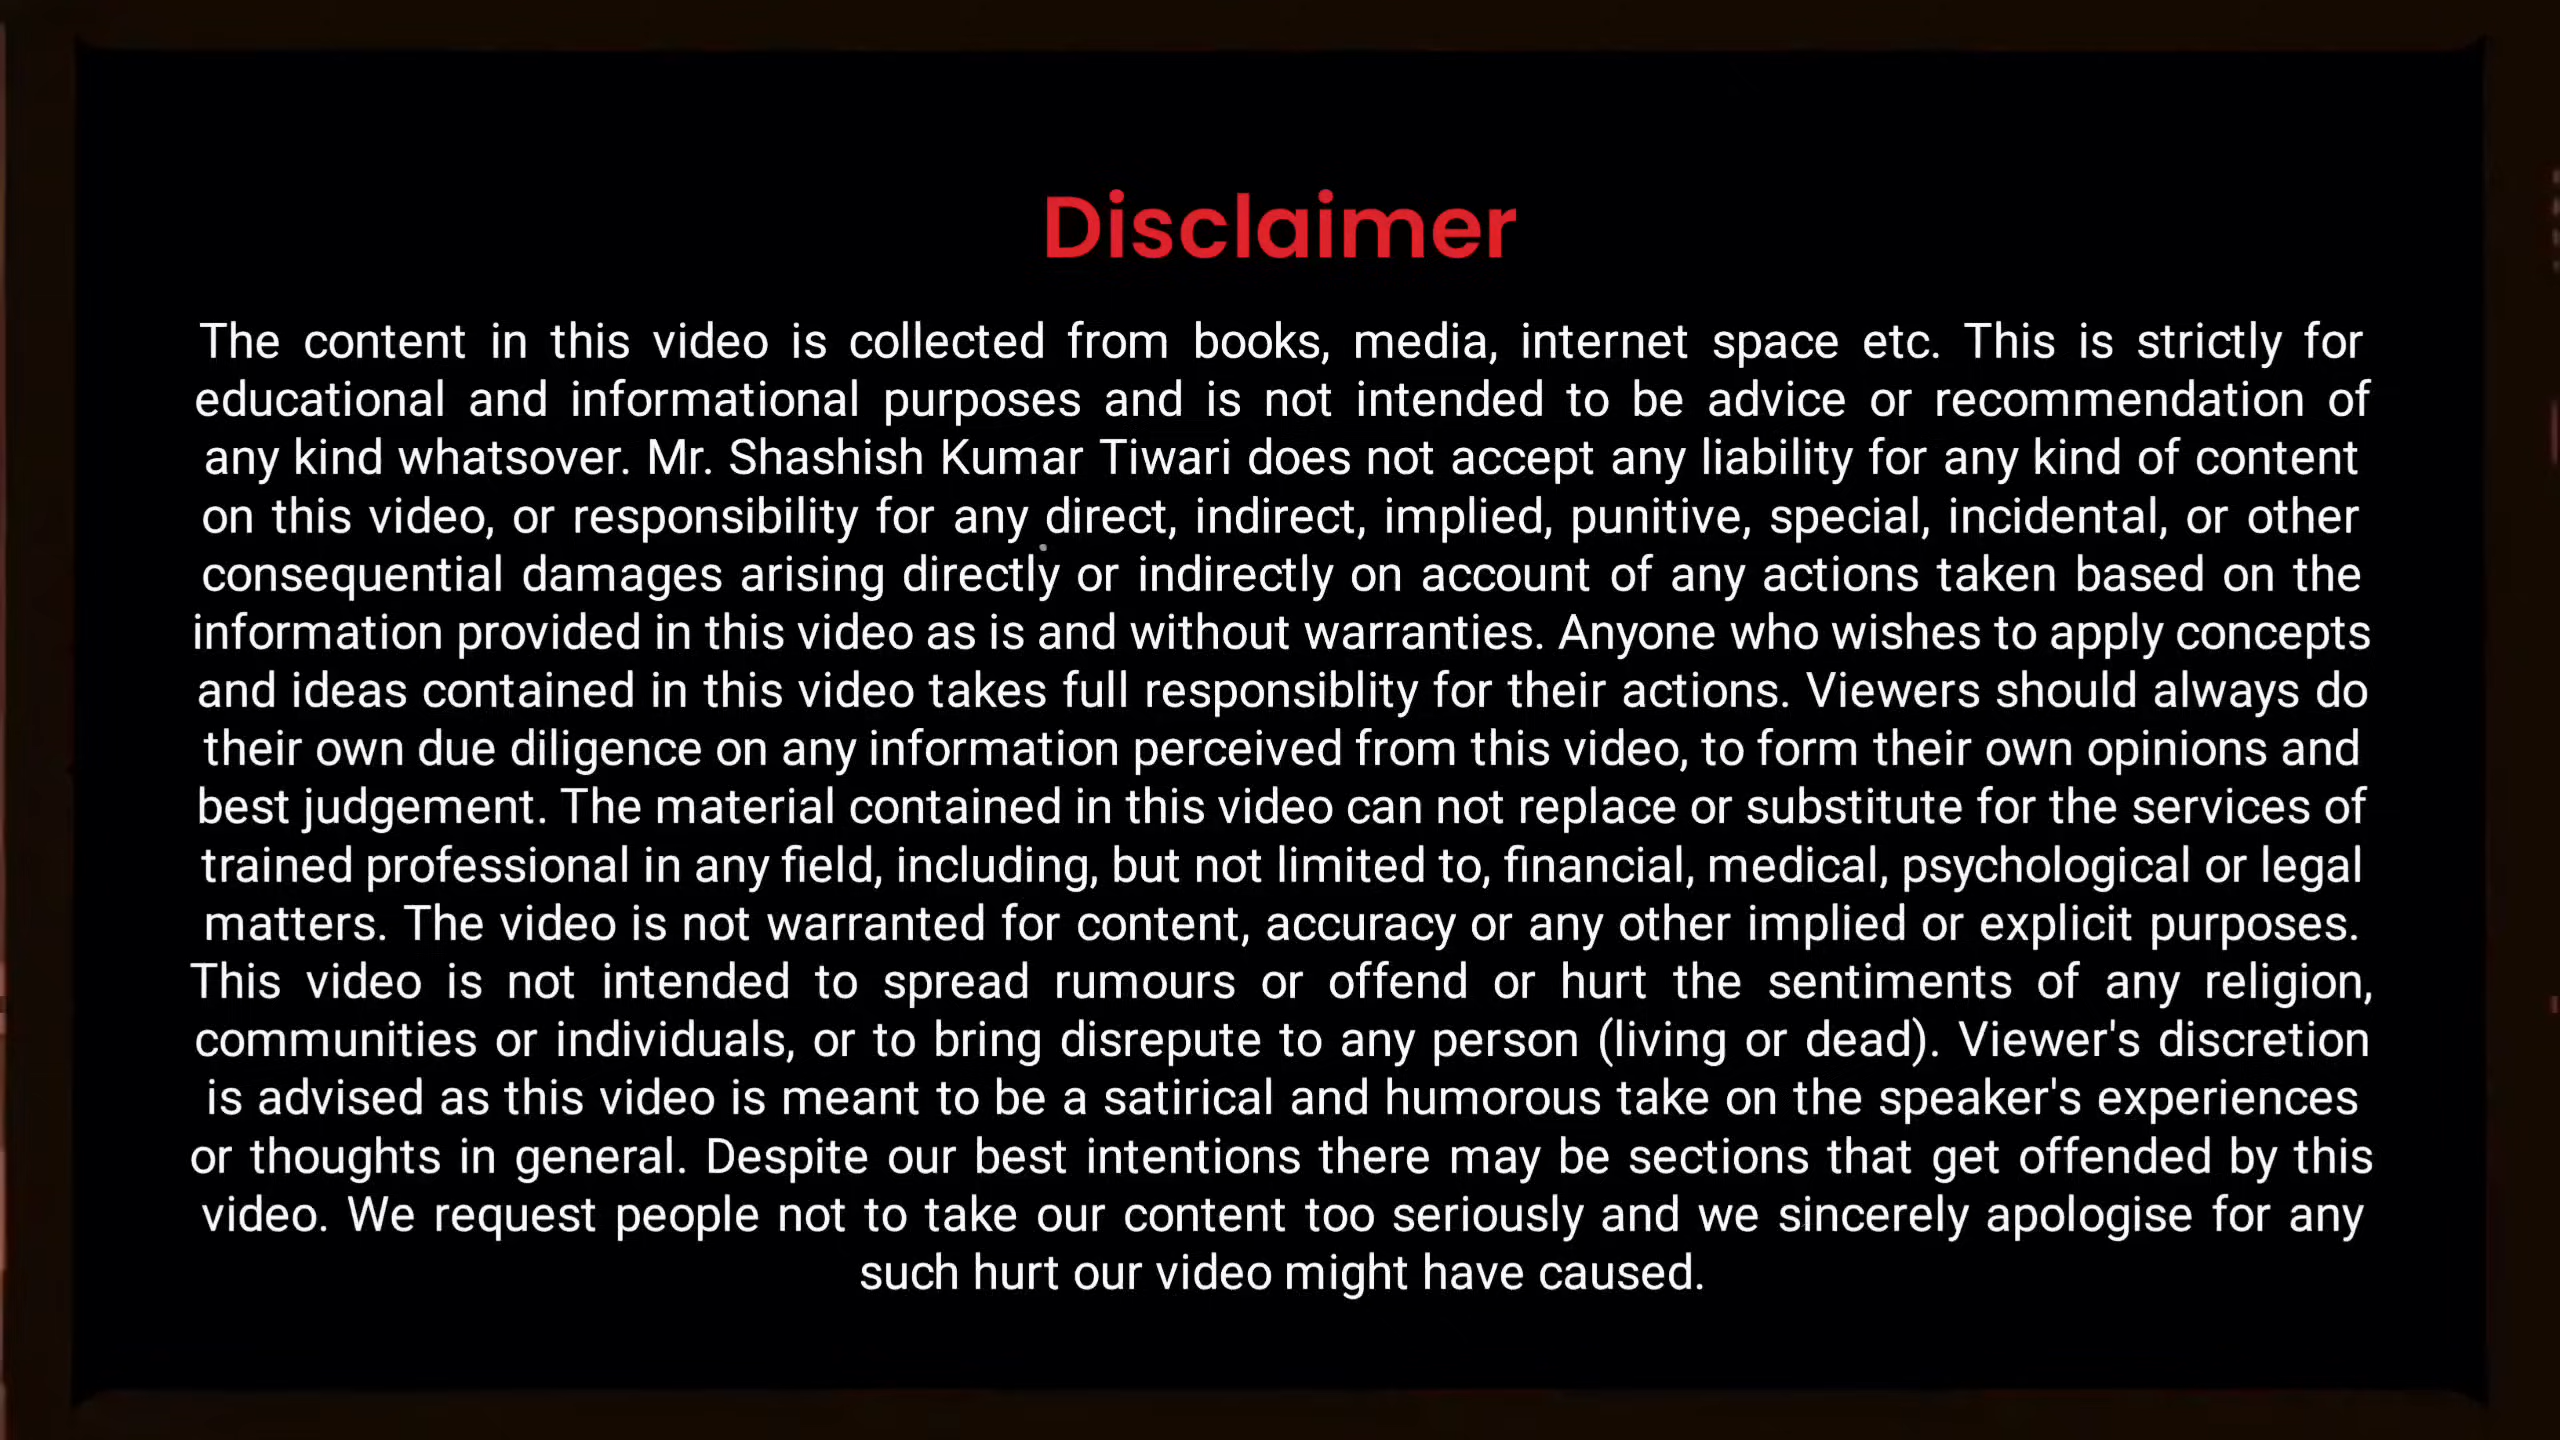 Disclaimer
The content in this video is collected from books, media, internet space etc. This is strictly for
educational and informational purposes and is not intended to be advice or recommendation of
any kind whatsover. Mr. Shashish Kumar Tiwari does not accept any liability for any kind of content
on this video, or responsibility for any direct, indirect, implied, punitive, special, incidental, or other
consequential damages arising directly or indirectly on account of any actions taken based on the
information provided in this video as is and without warranties. Anyone who wishes to apply concepts
and ideas contained in this video takes full responsiblity for their actions. Viewers should always do
their own due diligence on any information perceived from this video, to form their own opinions and
best judgement. The material contained in this video can not replace or substitute for the services of
trained professional in any field, including, but not limited to, financial, medical, psychological or legal
matters. The video is not warranted for content, accuracy or any other implied or explicit purposes.
This video is not intended to spread rumours or offend or hurt the sentiments of any religion,
communities or individuals, or to bring disrepute to any person (living or dead). Viewer's discretion
is advised as this video is meant to be a satirical and humorous take on the speaker's experiences
or thoughts in general. Despite our best intentions there may be sections that get offended by this
video. We request people not to take our content too seriously and we sincerely apologise for any
such hurt our video might have caused.